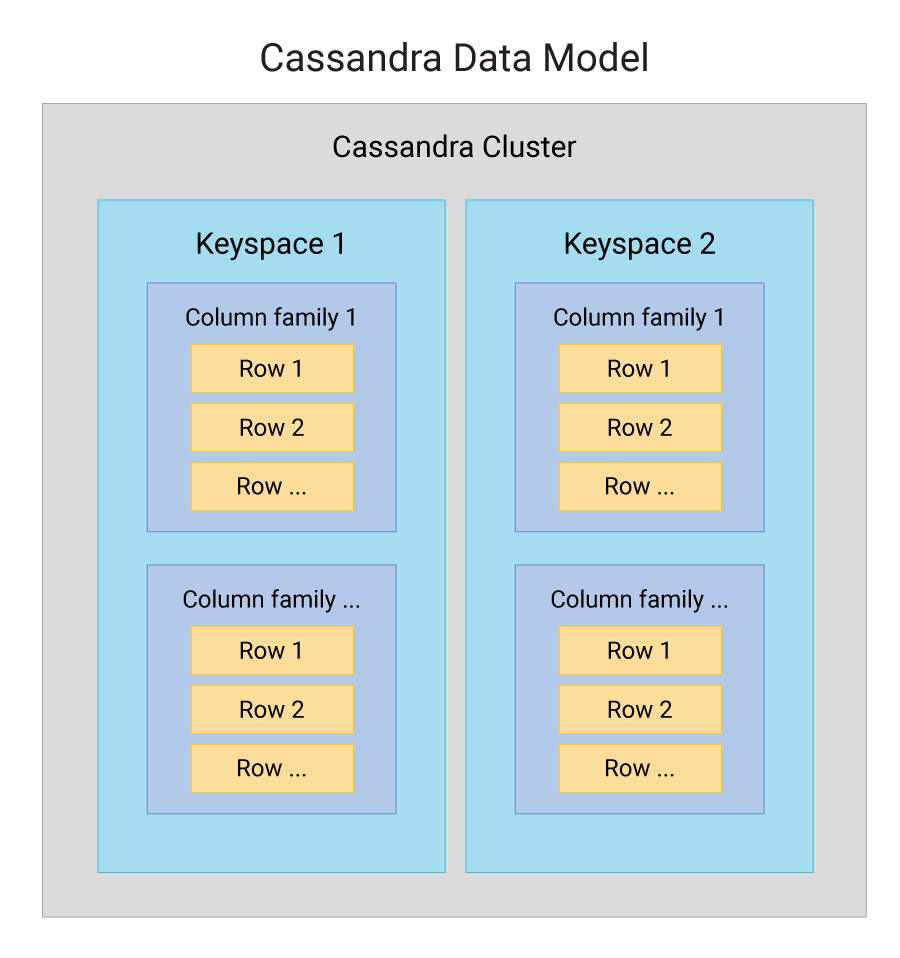 Cassandra Data Model
Cassandra Cluster
Keyspace 1
Column family 1
Row 1
Row 2
Row ...
Column family ...
Row 1
Row 2
Row ...
Keyspace 2
Column family 1
Row 1
Row 2
Row ...
Column family ...
Row 1
Row 2
Row ...